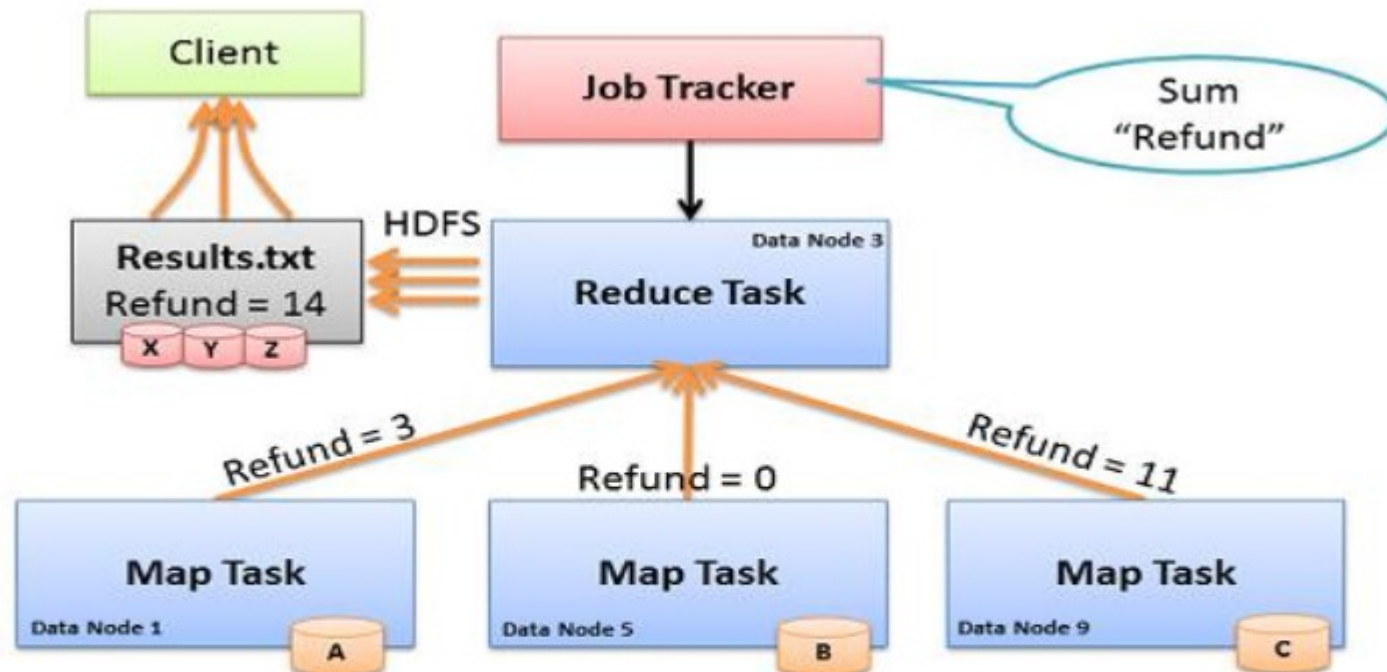 Client
Job Tracker
Sum
“Refund”
HDFS
Results.txt
Refund = 14
X Y Z
Data Node 3
Reduce Task
Refund = 3
Refund = 0
Refund = 11
Map Task
Data Node 1
A
Map Task
Data Node 5
B
Map Task
Data Node 9
C